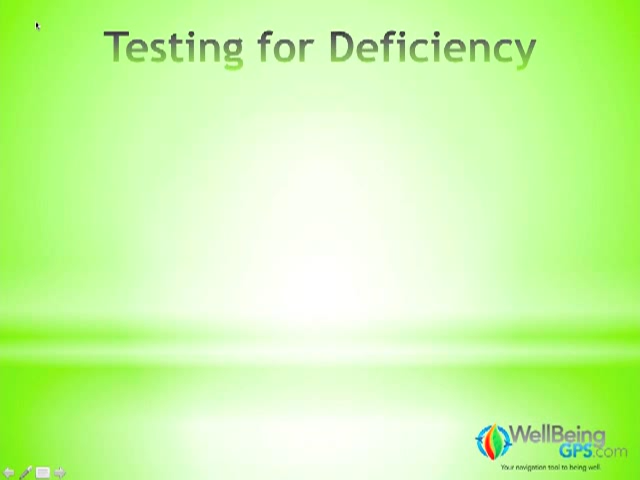 Testing for Deficiency
WellBeing
GPS.com
Your navigation tool to being well.